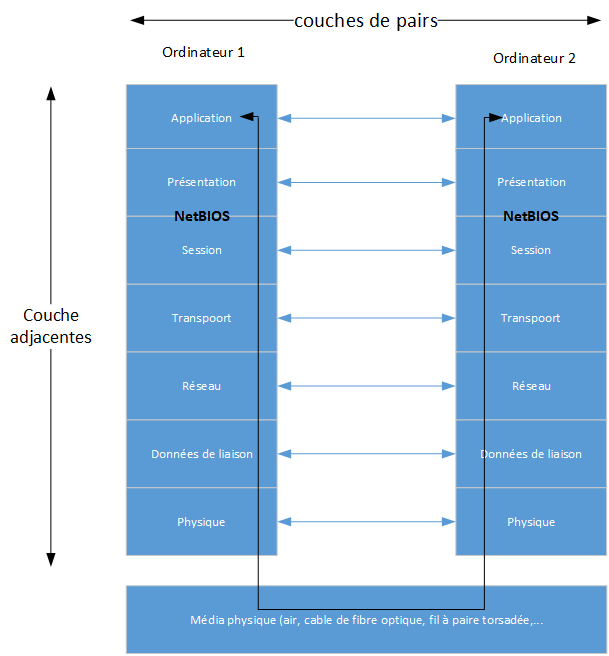 couches de pairs
Ordinateur 1
Ordinateur 2
Application
Application
Présentation
Présentation
NetBIOS
NetBIOS
Session
Session
Couche
adjacentes
Transpoort
Transpoort
Réseau
Réseau
Données de liaison
Données de liaison
Physique
Physique
Média physique (air, cable de fibre optique, fil à paire torsadée,...